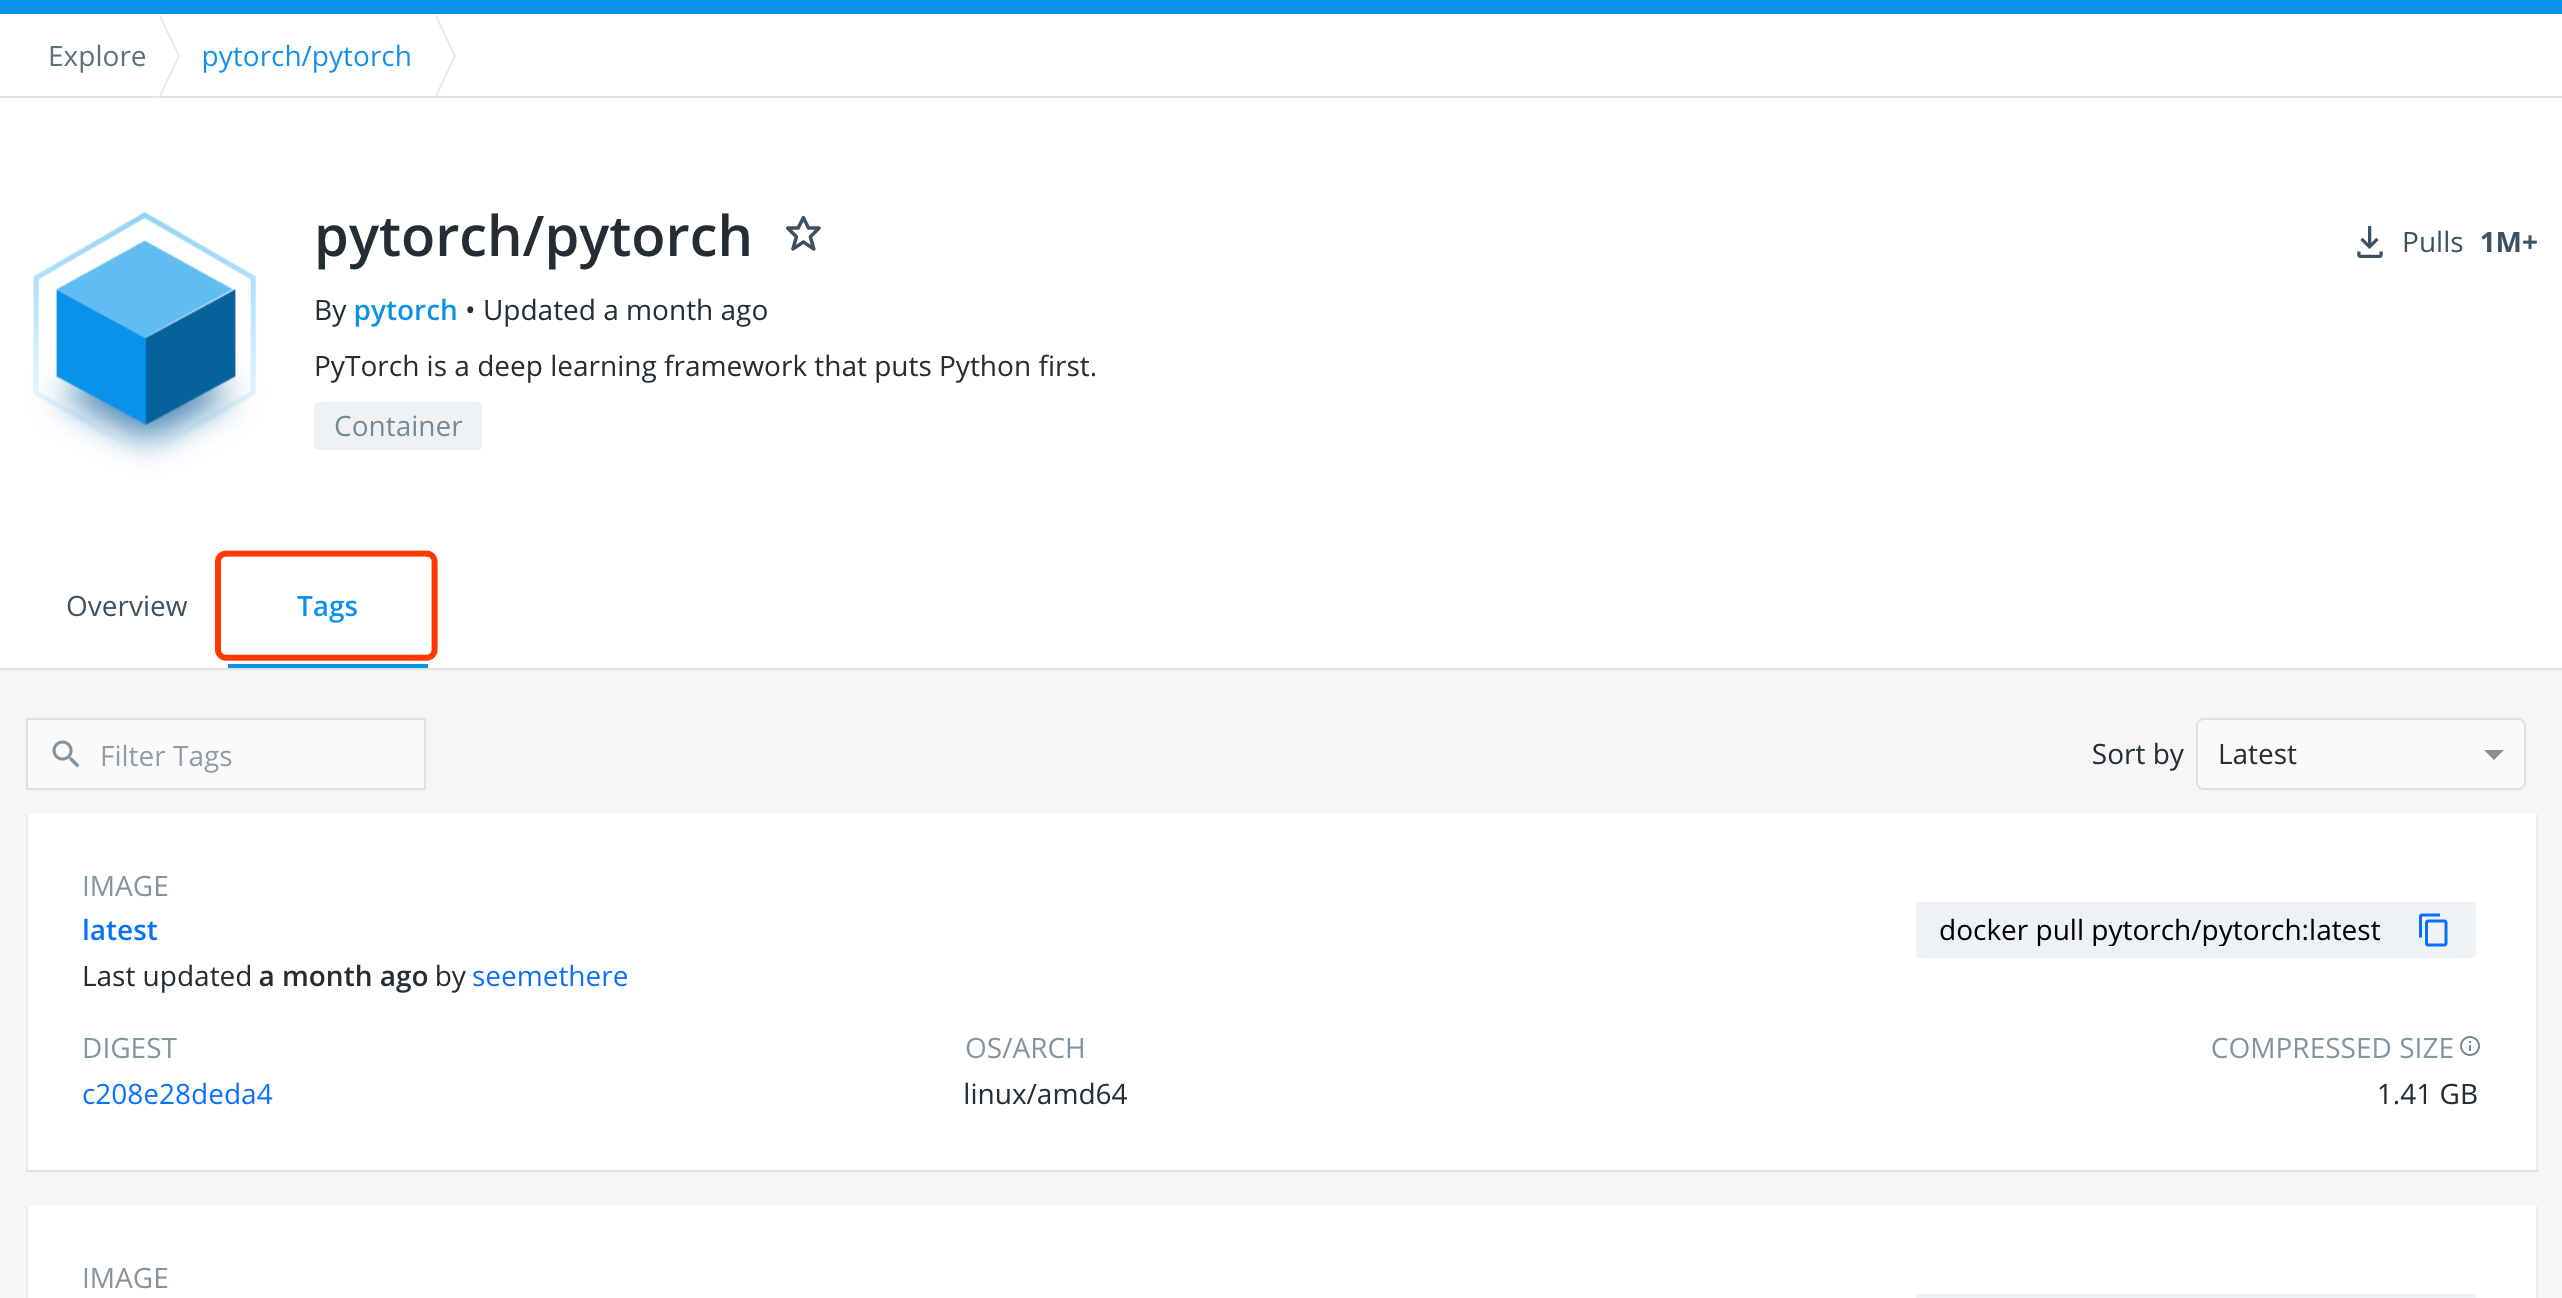 Explore
pytorch/pytorch
pytorch/pytorch
Pulls 1M+
By pytorch • Updated a month ago
PyTorch is a deep learning framework that puts Python first.
Container
Overview
Tags
Filter Tags
Sort by
Latest
IMAGE
latest
docker pull pytorch/pytorch:latest
Last updated a month ago by seemethere
DIGEST
OS/ARCH
COMPRESSED SIZE
c208e28deda4
linux/amd64
1.41 GB
IMAGE